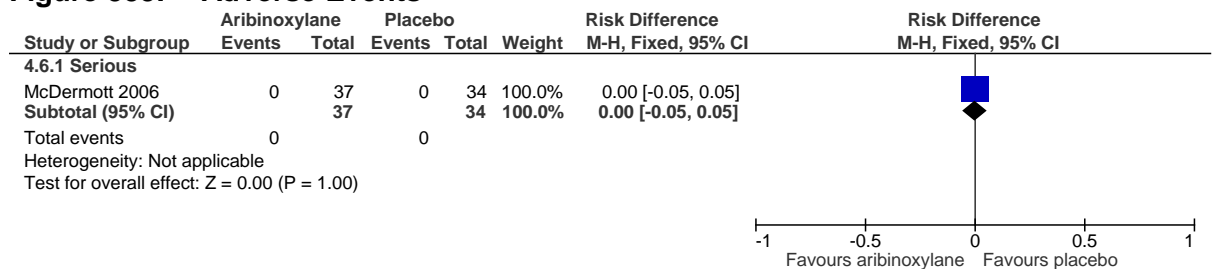 Aribinoxylane Placebo Risk Difference Risk Difference
Study or Subgroup Events Total Events Total Weight M-H, Fixed, 95% CI M-H, Fixed, 95% CI
4.6.1 Serious
McDermott 2006 0 37 0 34 100.0% 0.00 [-0.05, 0.05]
Subtotal (95% CI) 37 34 100.0% 0.00 [-0.05, 0.05]
Total events 0 0
Heterogeneity: Not applicable
Test for overall effect: Z = 0.00 (P = 1.00)
-1 -0.5 0 0.5 1
Favours aribinoxylane Favours placebo